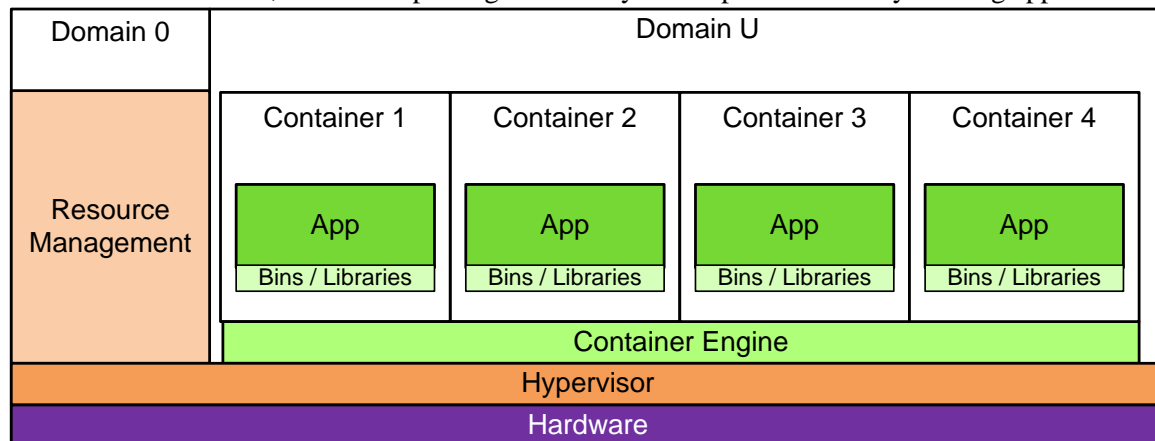 Domain 0
Domain U
Container 1
Container 2
Container 3
Container 4
Resource
Management
App
App
App
App
Bins / Libraries
Bins / Libraries
Bins / Libraries
Bins / Libraries
Container Engine
Hypervisor
Hardware